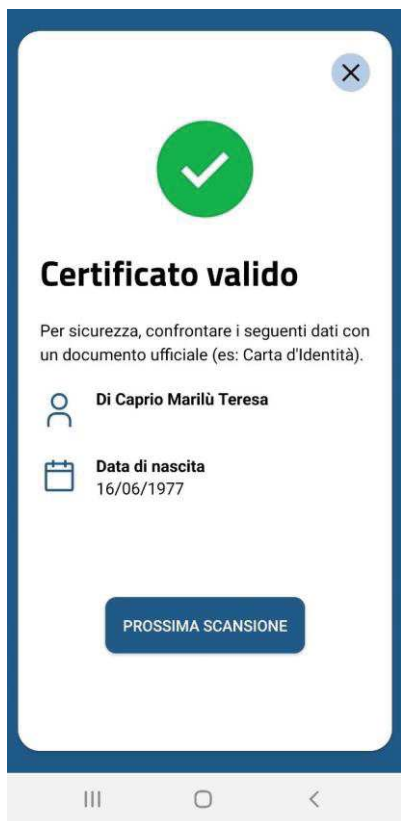 Certificato valido
Per sicurezza, confrontare i seguenti dati con
un documento ufficiale (es: Carta d'Identità).
Di Caprio Marilù Teresa
Data di nascita
16/06/1977
PROSSIMA SCANSIONE